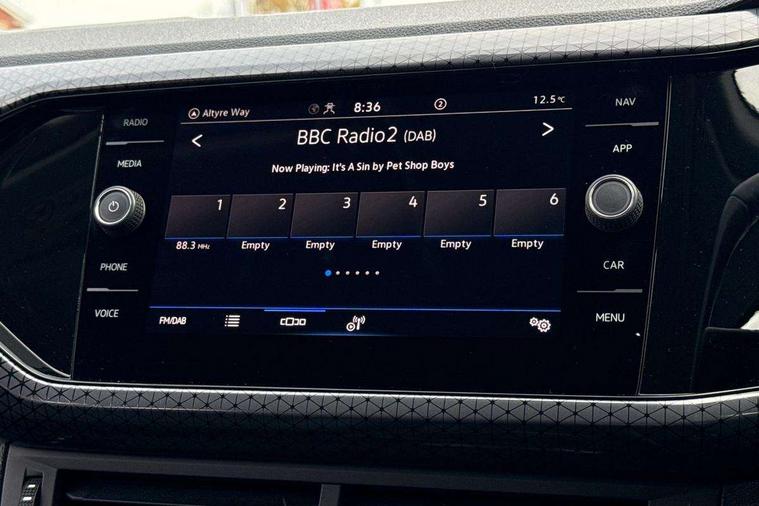 Altyre Way 8:36 2 12.5°C
RADIO
MEDIA
PHONE
VOICE
BBC Radio2 (DAB)
Now Playing: It's A Sin by Pet Shop Boys
1 2 3 4 5 6
88.3 MHz Empty Empty Empty Empty Empty
FM/DAB
NAV
APP
CAR
MENU